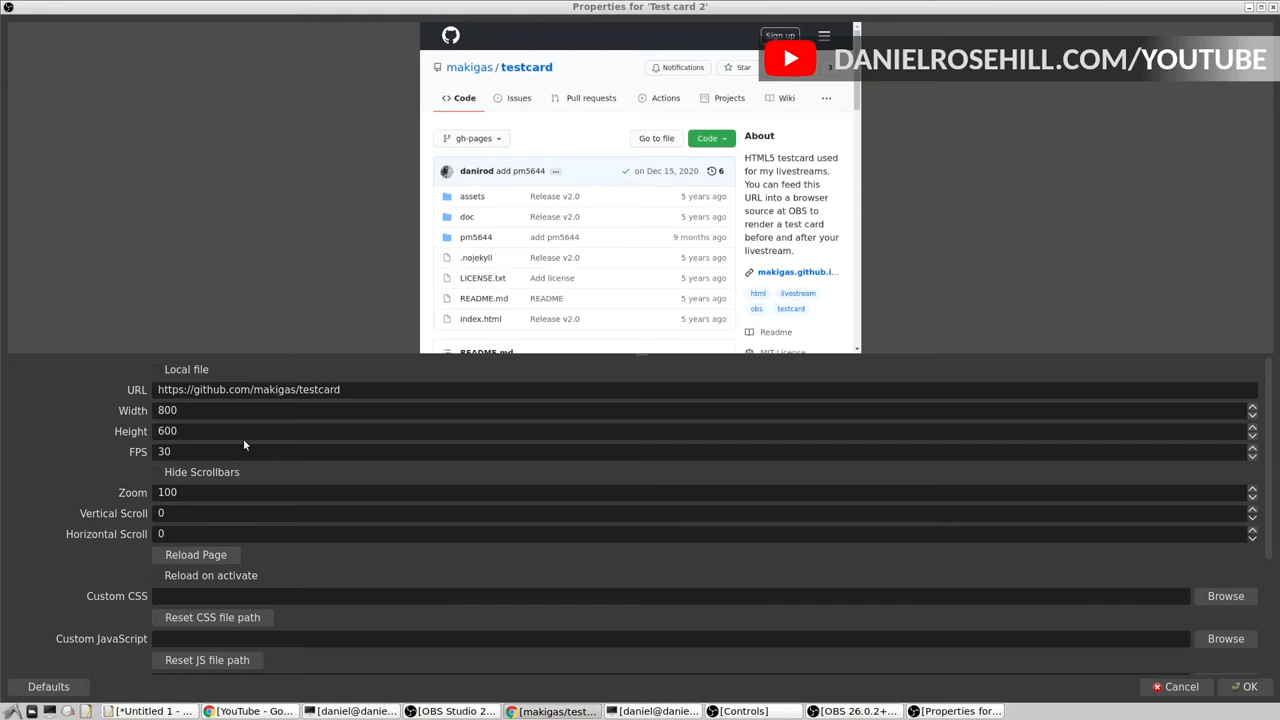 Properties for 'Test card 2'
Sign up
DANIELROSEHILL.COM/YOUTUBE
makigas / testcard
Notifications
Star
3
Code
Issues
Pull requests
Actions
Projects
Wiki
gh-pages
Go to file
Code
About
danirod add pm5644
on Dec 15, 2020
6
HTML5 testcard used
for my livestreams.
You can feed this
URL into a browser
source at OBS to
render a test card
before and after your
livestream.
assets Release v2.0 5 years ago
doc Release v2.0 5 years ago
pm5644 add pm5644 9 months ago
.nojekyll Release v2.0 5 years ago
LICENSE.txt Add license 5 years ago
README.md README 5 years ago
index.html Release v2.0 5 years ago
makigas.github.i...
html livestream
obs testcard
Readme
MIT License
README.md
Local file
URL https://github.com/makigas/testcard
Width 800
Height 600
FPS 30
Hide Scrollbars
Zoom 100
Vertical Scroll 0
Horizontal Scroll 0
Reload Page
Reload on activate
Custom CSS Browse
Reset CSS file path
Custom JavaScript Browse
Reset JS file path
Defaults Cancel OK
[*Untitled 1 - ... [YouTube - Go... [daniel@danie... [OBS Studio 2... [makigas/test... [daniel@danie... [Controls] [OBS 26.0.2+... [Properties for...